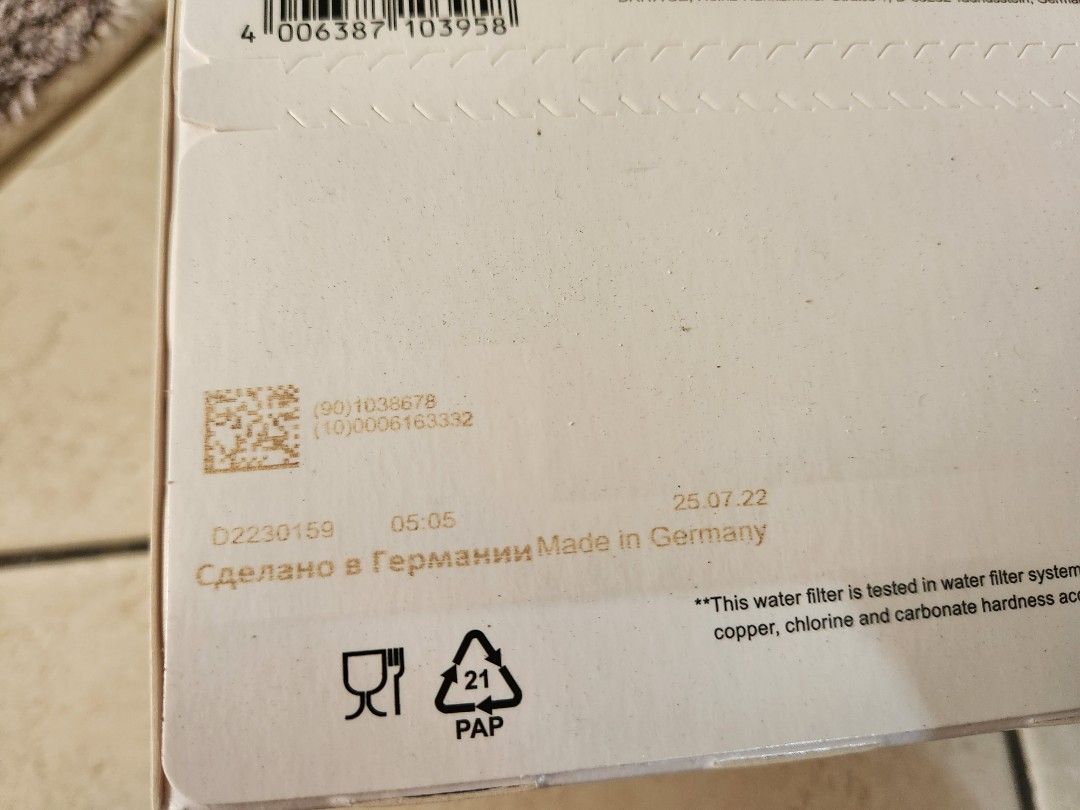 4 006387 103958
(90)1038678
(10)0006163332
D2230159 05:05 25.07.22
Сделано в Германии Made in Germany
**This water filter is tested in water filter system
copper, chlorine and carbonate hardness
21
PAP